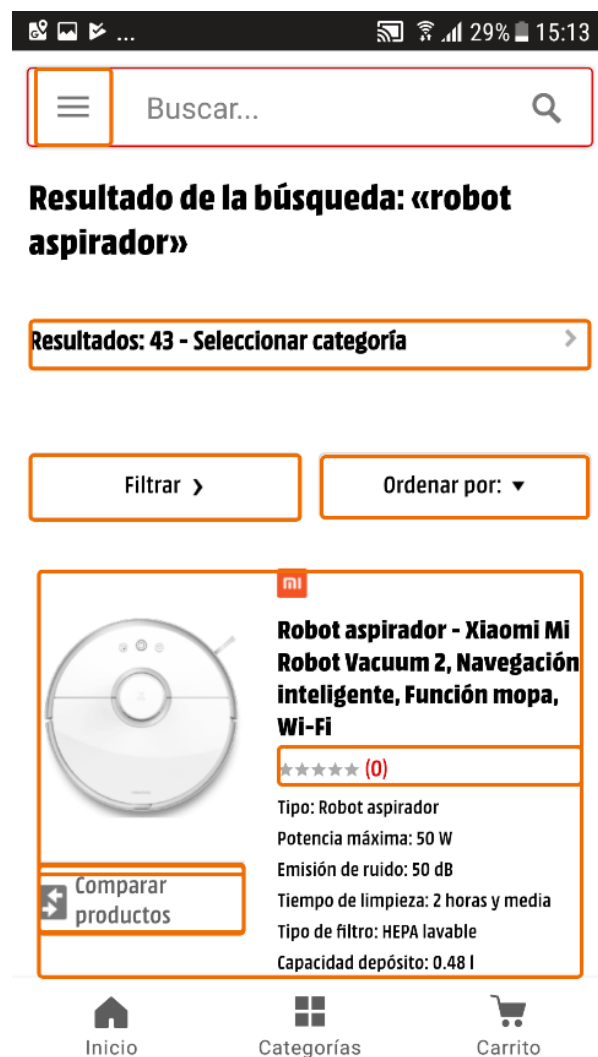 ... 29% 15:13
Buscar...
Resultado de la búsqueda: «robot
aspirador»
Resultados: 43 - Seleccionar categoría
Filtrar ❯
Ordenar por: ▼
mi
Robot aspirador - Xiaomi Mi
Robot Vacuum 2, Navegación
inteligente, Función mopa,
Wi-Fi
(0)
Tipo: Robot aspirador
Potencia máxima: 50 W
Emisión de ruido: 50 dB
Tiempo de limpieza: 2 horas y media
Tipo de filtro: HEPA lavable
Capacidad depósito: 0.48 l
Comparar
productos
Inicio
Categorías
Carrito